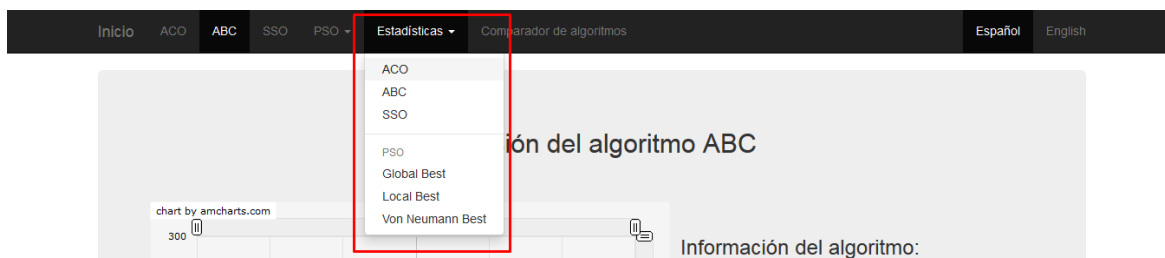 Inicio ACO ABC SSO PSO Estadísticas Comparador de algoritmos Español English
ACO
ABC
SSO
PSO
Global Best
Local Best
Von Neumann Best
ión del algoritmo ABC
chart by amcharts.com
300
Información del algoritmo: